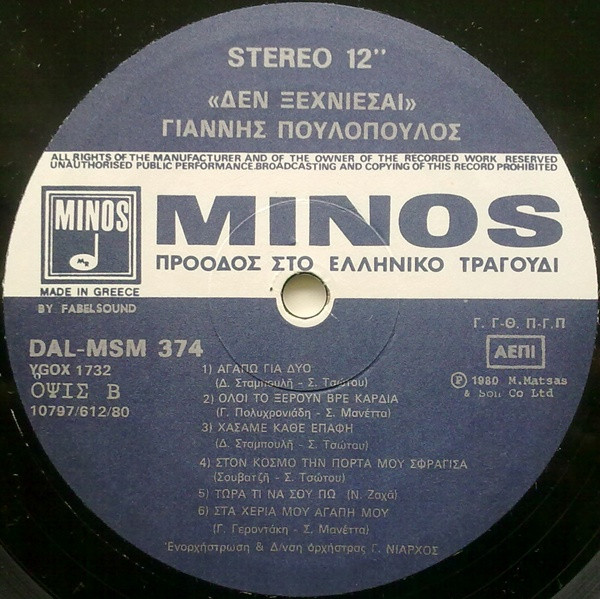 STEREO 12"
«ΔΕΝ ΞΕΧΝΙΕΣΑΙ»
ΓΙΑΝΝΗΣ ΠΟΥΛΟΠΟΥΛΟΣ
ALL RIGHTS OF THE MANUFACTURER AND OF THE OWNER OF THE RECORDED WORK RESERVED
UNAUTHORISED PUBLIC PERFORMANCE.BROADCASTING AND COPYING OF THIS RECORD PROHIBITED
MINOS
MINOS
ΠΡΟΟΔΟΣ ΣΤΟ ΕΛΛΗΝΙΚΟ ΤΡΑΓΟΥΔΙ
MADE IN GREECE
BY FABELSOUND
DAL-MSM 374
YGOX 1732
ΟΨΙΣ Β
10797/612/80
Γ. Γ-Θ. Π-Γ.Π
ΑΕΠΙ
Ⓟ 1980 M.Matsas
& Son Co Ltd
1) ΑΓΑΠΩ ΓΙΑ ΔΥΟ
(Δ. Σταμπουλή - Σ. Τσώτου)
2) ΟΛΟΙ ΤΟ ΞΕΡΟΥΝ ΒΡΕ ΚΑΡΔΙΑ
(Γ. Πολυχρονιάδη - Σ. Μανέττα)
3) ΧΑΣΑΜΕ ΚΑΘΕ ΕΠΑΦΗ
(Δ. Σταμπουλή - Σ. Τσώτου)
4) ΣΤΟΝ ΚΟΣΜΟ ΤΗΝ ΠΟΡΤΑ ΜΟΥ ΣΦΡΑΓΙΣΑ
(Σουβατζή - Σ. Τσώτου)
5) ΤΩΡΑ ΤΙ ΝΑ ΣΟΥ ΠΩ (Ν. Ζαχά)
6) ΣΤΑ ΧΕΡΙΑ ΜΟΥ ΑΓΑΠΗ ΜΟΥ
(Γ. Γεροντάκη - Σ. Μανέττα)
Ενορχήστρωση & Δ/νση όρχήστρας Γ. ΝΙΑΡΧΟΣ